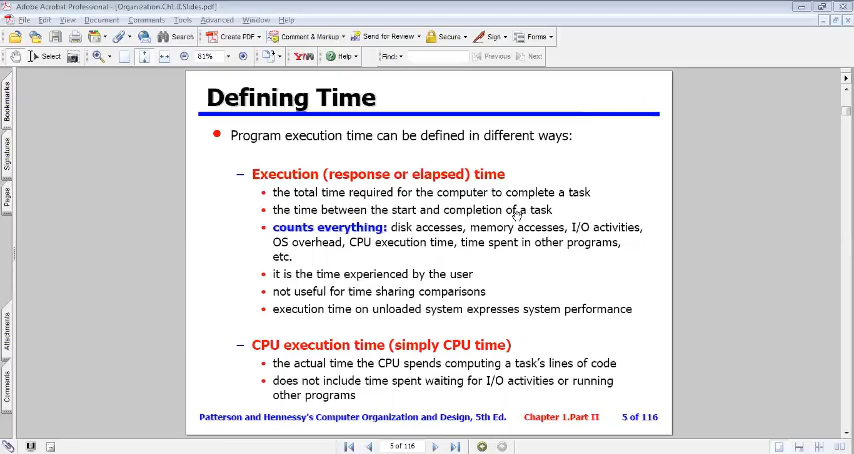 Adobe Acrobat Professional - [Organization.Ch1.II.Slides.pdf]
File Edit View Document Comments Tools Advanced Window Help
Search Create PDF Comment & Markup Send for Review Secure Sign Forms
Select 81% Y!! Help Find: Previous Next
Bookmarks
Signatures
Pages
Attachments
Comments
Defining Time
• Program execution time can be defined in different ways:
– Execution (response or elapsed) time
• the total time required for the computer to complete a task
• the time between the start and completion of a task
• counts everything: disk accesses, memory accesses, I/O activities,
OS overhead, CPU execution time, time spent in other programs,
etc.
• it is the time experienced by the user
• not useful for time sharing comparisons
• execution time on unloaded system expresses system performance
– CPU execution time (simply CPU time)
• the actual time the CPU spends computing a task's lines of code
• does not include time spent waiting for I/O activities or running
other programs
Patterson and Hennessy's Computer Organization and Design, 5th Ed. Chapter 1.Part II 5 of 116
5 of 116